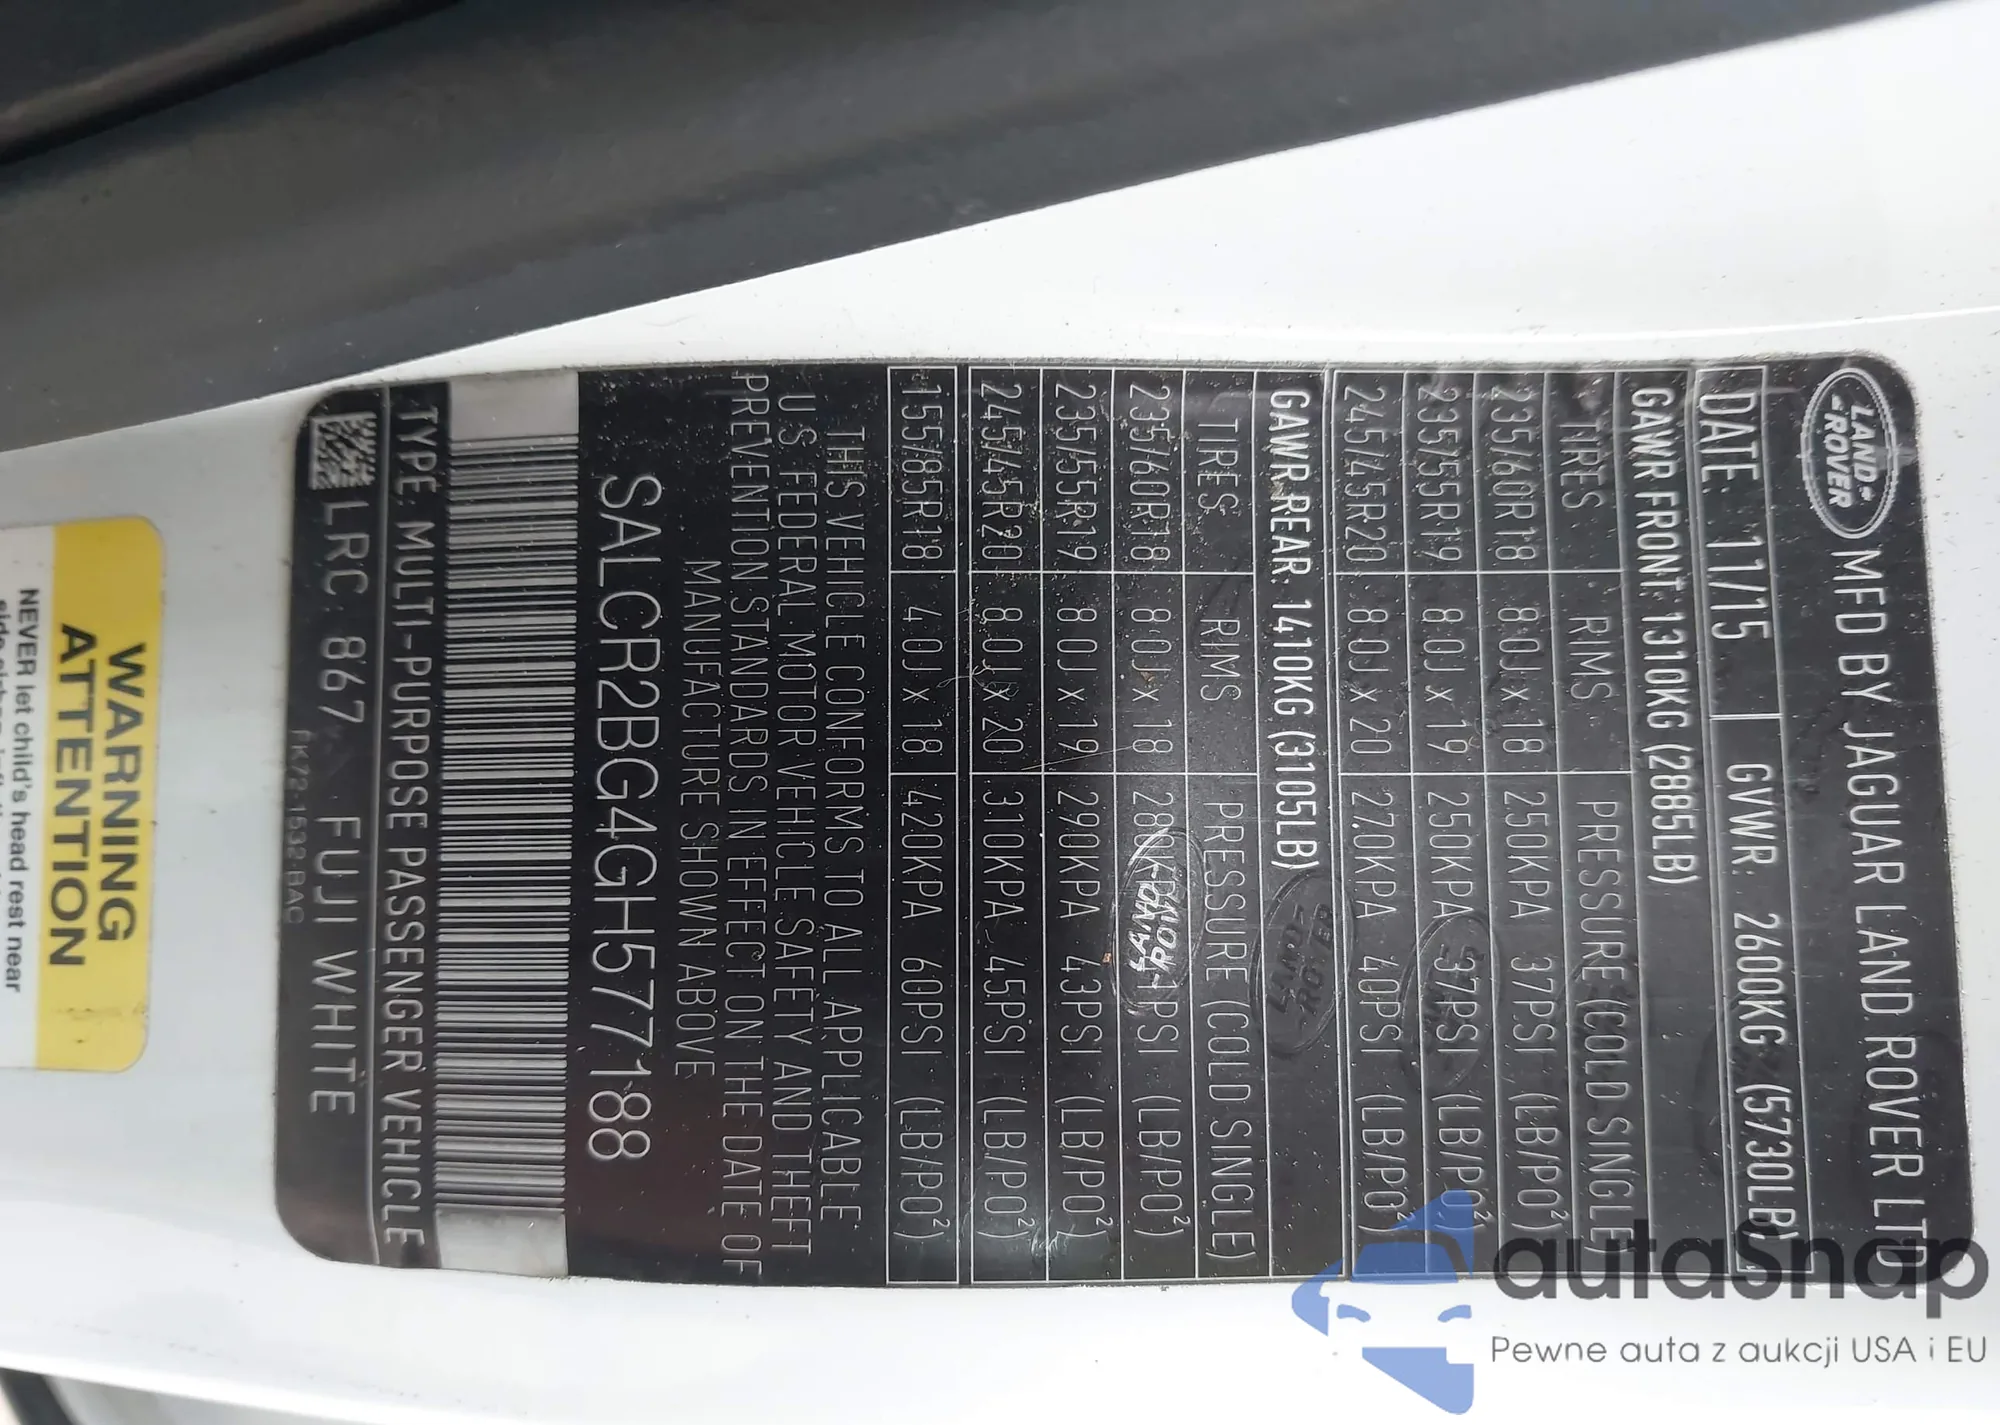 LAND-
-ROVER
MFD BY JAGUAR LAND ROVER LTD
DATE: 11/15 GVWR: 2600KG (5730LB)
GAWR FRONT: 1310KG (2885LB)
TIRES RIMS PRESSURE (COLD SINGLE)
235/60R18 8.0J x 18 250KPA 37PSI (LB/PO²)
235/55R19 8.0J x 19 250KPA 37PSI (LB/PO²)
245/45R20 8.0J x 20 270KPA 40PSI (LB/PO²)
GAWR REAR: 1410KG (3105LB)
TIRES RIMS PRESSURE (COLD SINGLE)
235/60R18 8.0J x 18 PSI (LB/PO²)
235/55R19 8.0J x 19 290KPA 43PSI (LB/PO²)
245/45R20 8.0J x 20 310KPA 45PSI (LB/PO²)
155/85R18 4.0J x 18 420KPA 60PSI (LB/PO²)
THIS VEHICLE CONFORMS TO ALL APPLICABLE
U.S. FEDERAL MOTOR VEHICLE SAFETY AND THEFT
PREVENTION STANDARDS IN EFFECT ON THE DATE OF
MANUFACTURE SHOWN ABOVE
SALCR2BG4GH577188
TYPE: MULTI-PURPOSE PASSENGER VEHICLE
LRC: 867 FUJI WHITE
FK72-1532BAC
WARNING
ATTENTION
NEVER let child's head rest near
autaSnap
Pewne auta z aukcji USA i EU